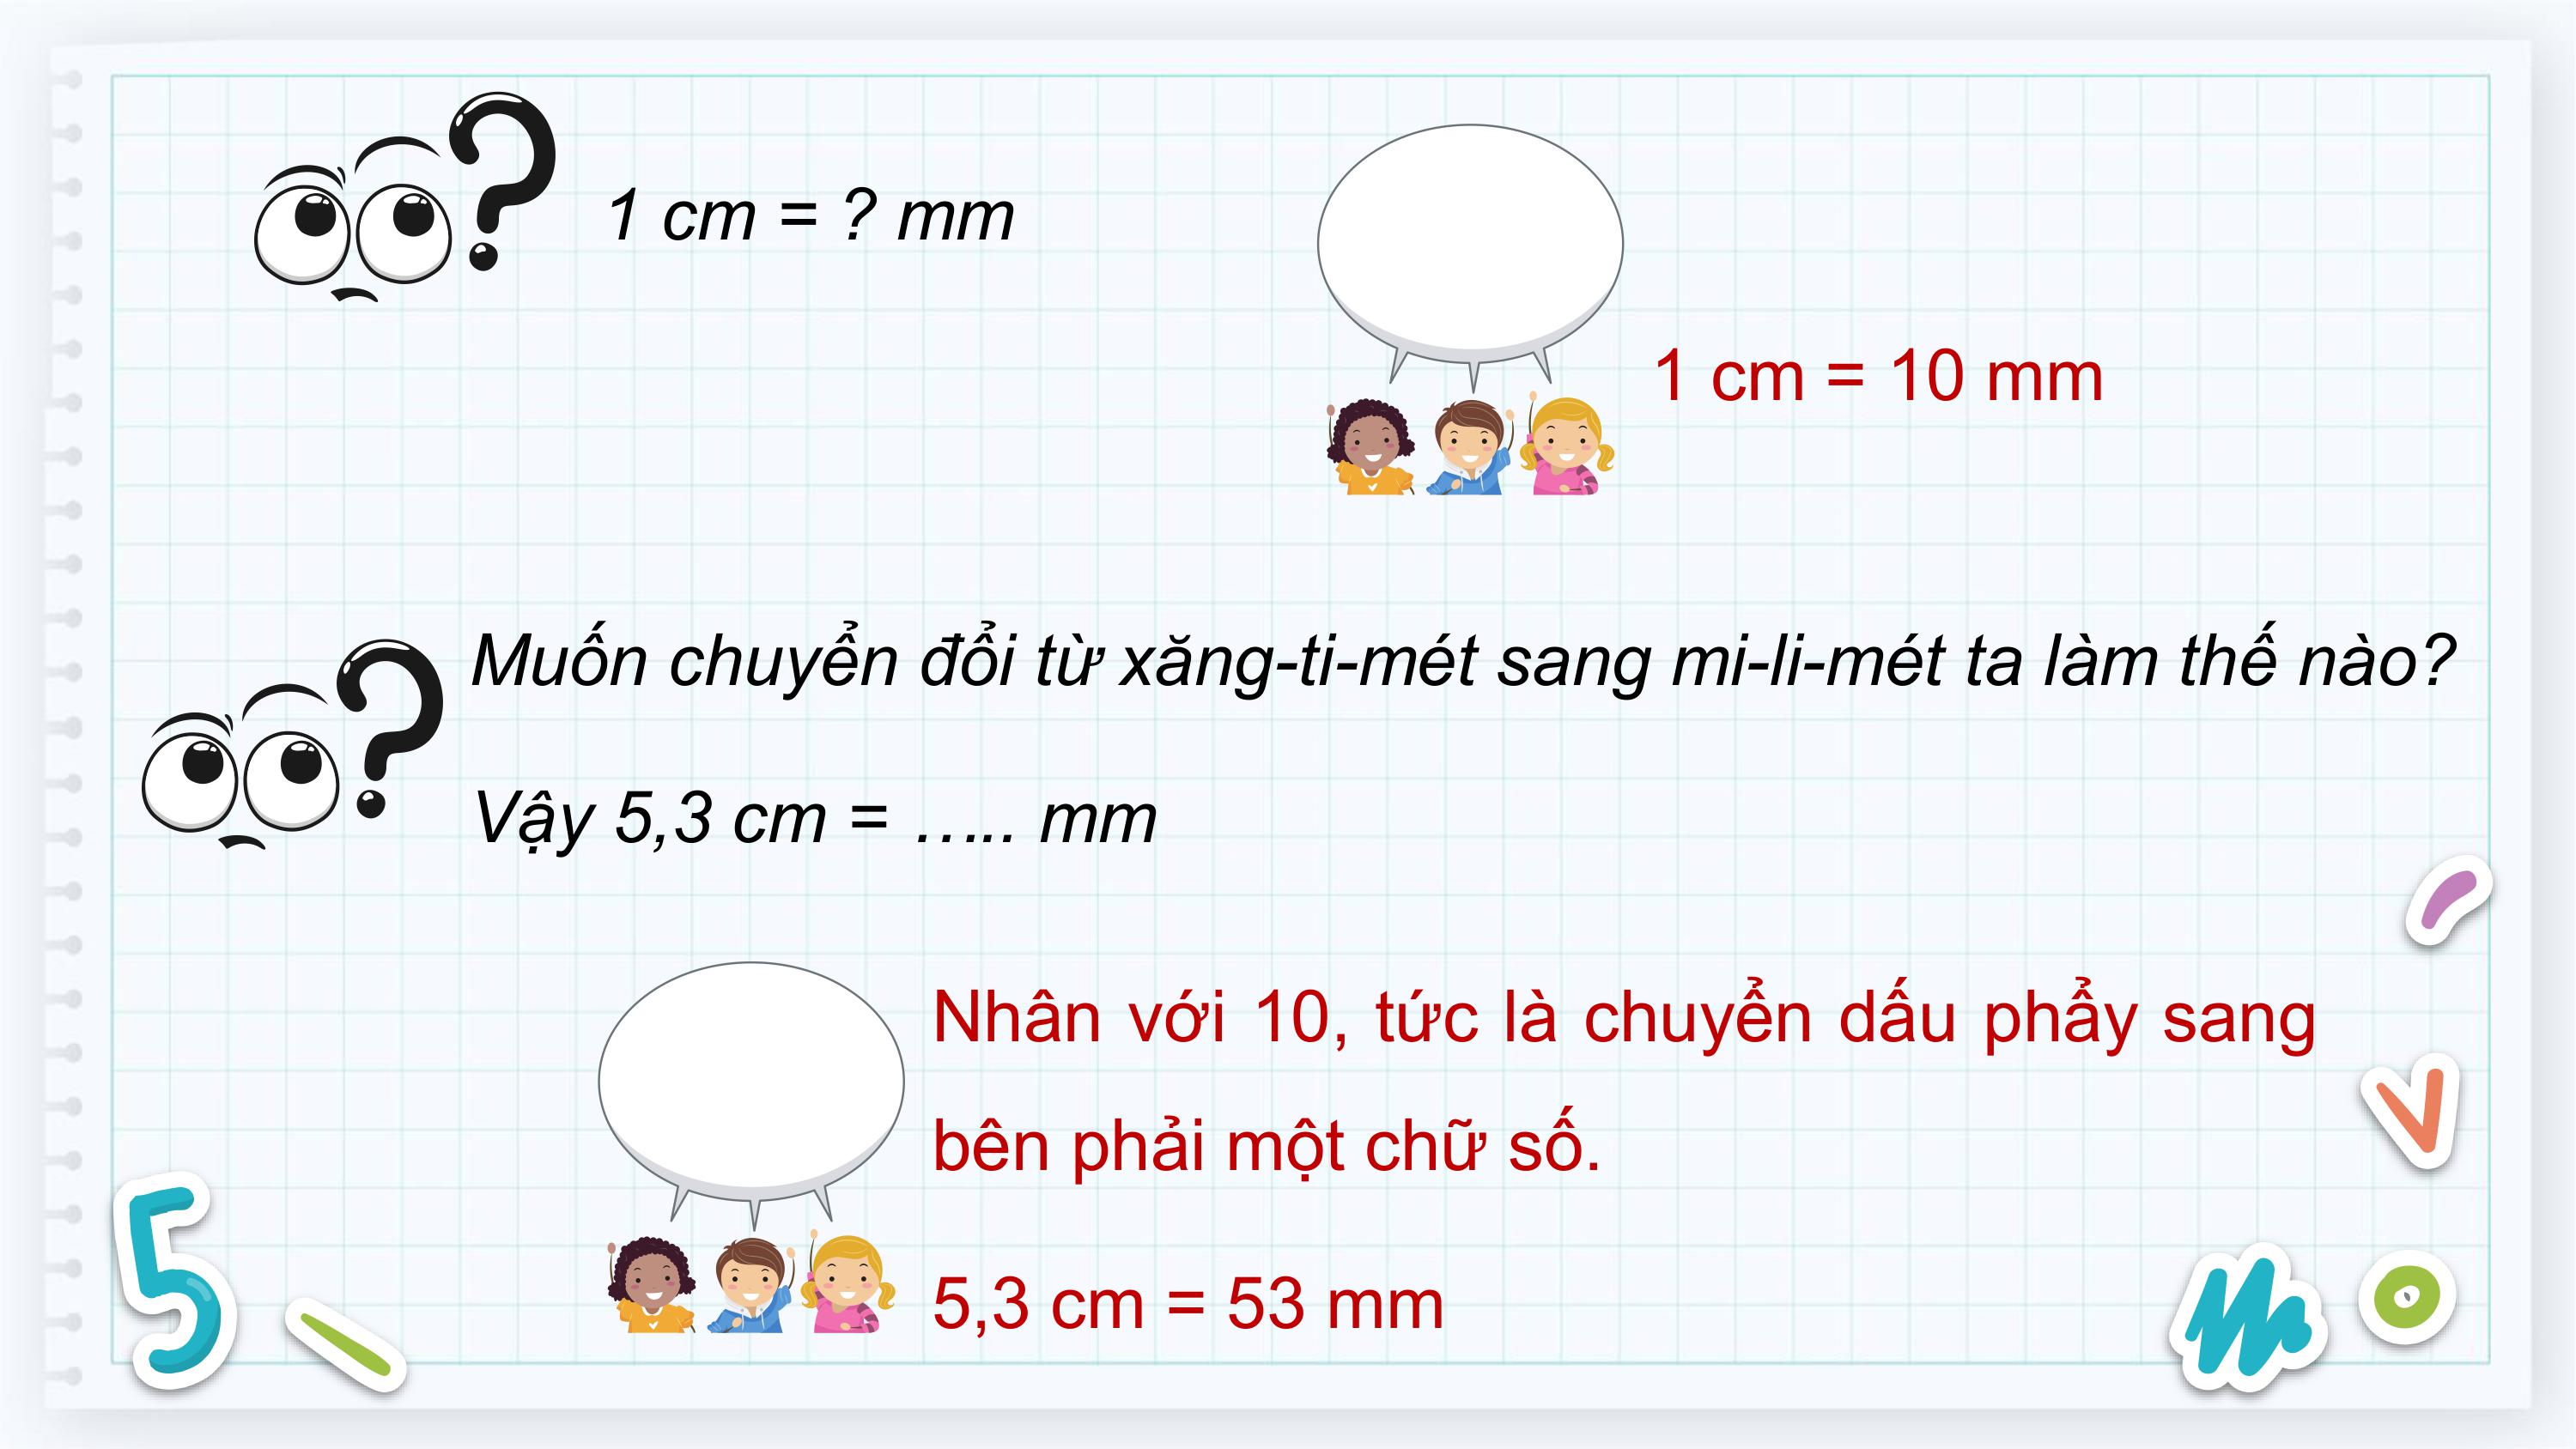 1 cm = ? mm
1 cm = 10 mm
Muốn chuyển đổi từ xăng-ti-mét sang mi-li-mét ta làm thế nào?
Vậy 5,3 cm = ….. mm
Nhân với 10, tức là chuyển dấu phẩy sang
bên phải một chữ số.
5,3 cm = 53 mm
5